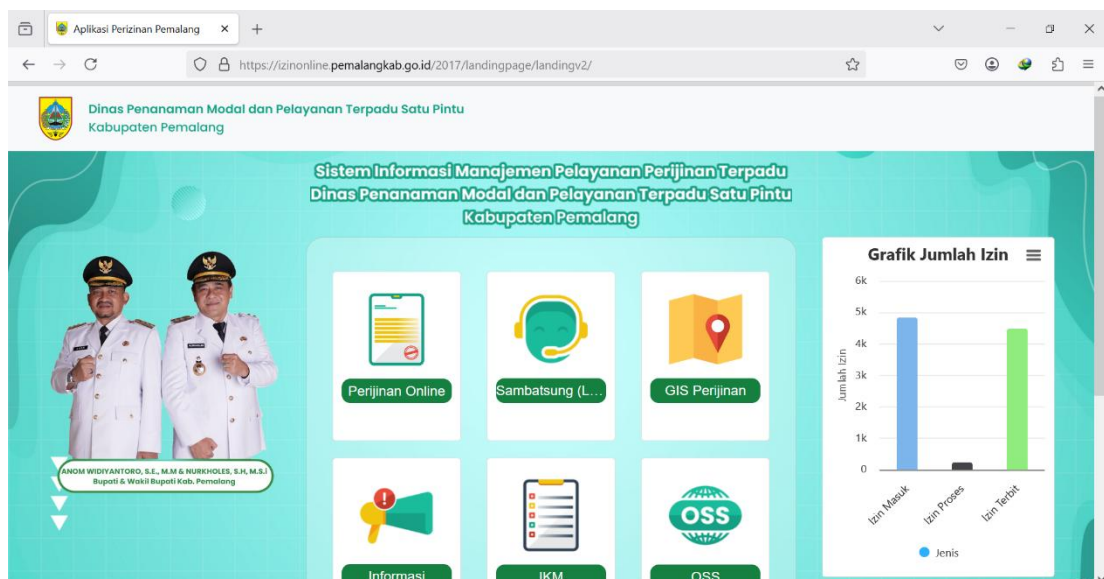 Aplikasi Perizinan Pemalang
https://izinonline.pemalangkab.go.id/2017/landingpage/landingv2/
Dinas Penanaman Modal dan Pelayanan Terpadu Satu Pintu
Kabupaten Pemalang
Sistem Informasi Manajemen Pelayanan Perijinan Terpadu
Dinas Penanaman Modal dan Pelayanan Terpadu Satu Pintu
Kabupaten Pemalang
ANOM WIDIYANTORO, S.E., M.M & NURKHOLES, S.H, M.S.i
Bupati & Wakil Bupati Kab. Pemalang
Perijinan Online
Sambatsung (L...
GIS Perijinan
Informasi
IKM
OSS
OSS
Grafik Jumlah Izin
Jumlah Izin
6k
5k
4k
3k
2k
1k
0
Izin Masuk
Izin Proses
Izin Terbit
Jenis